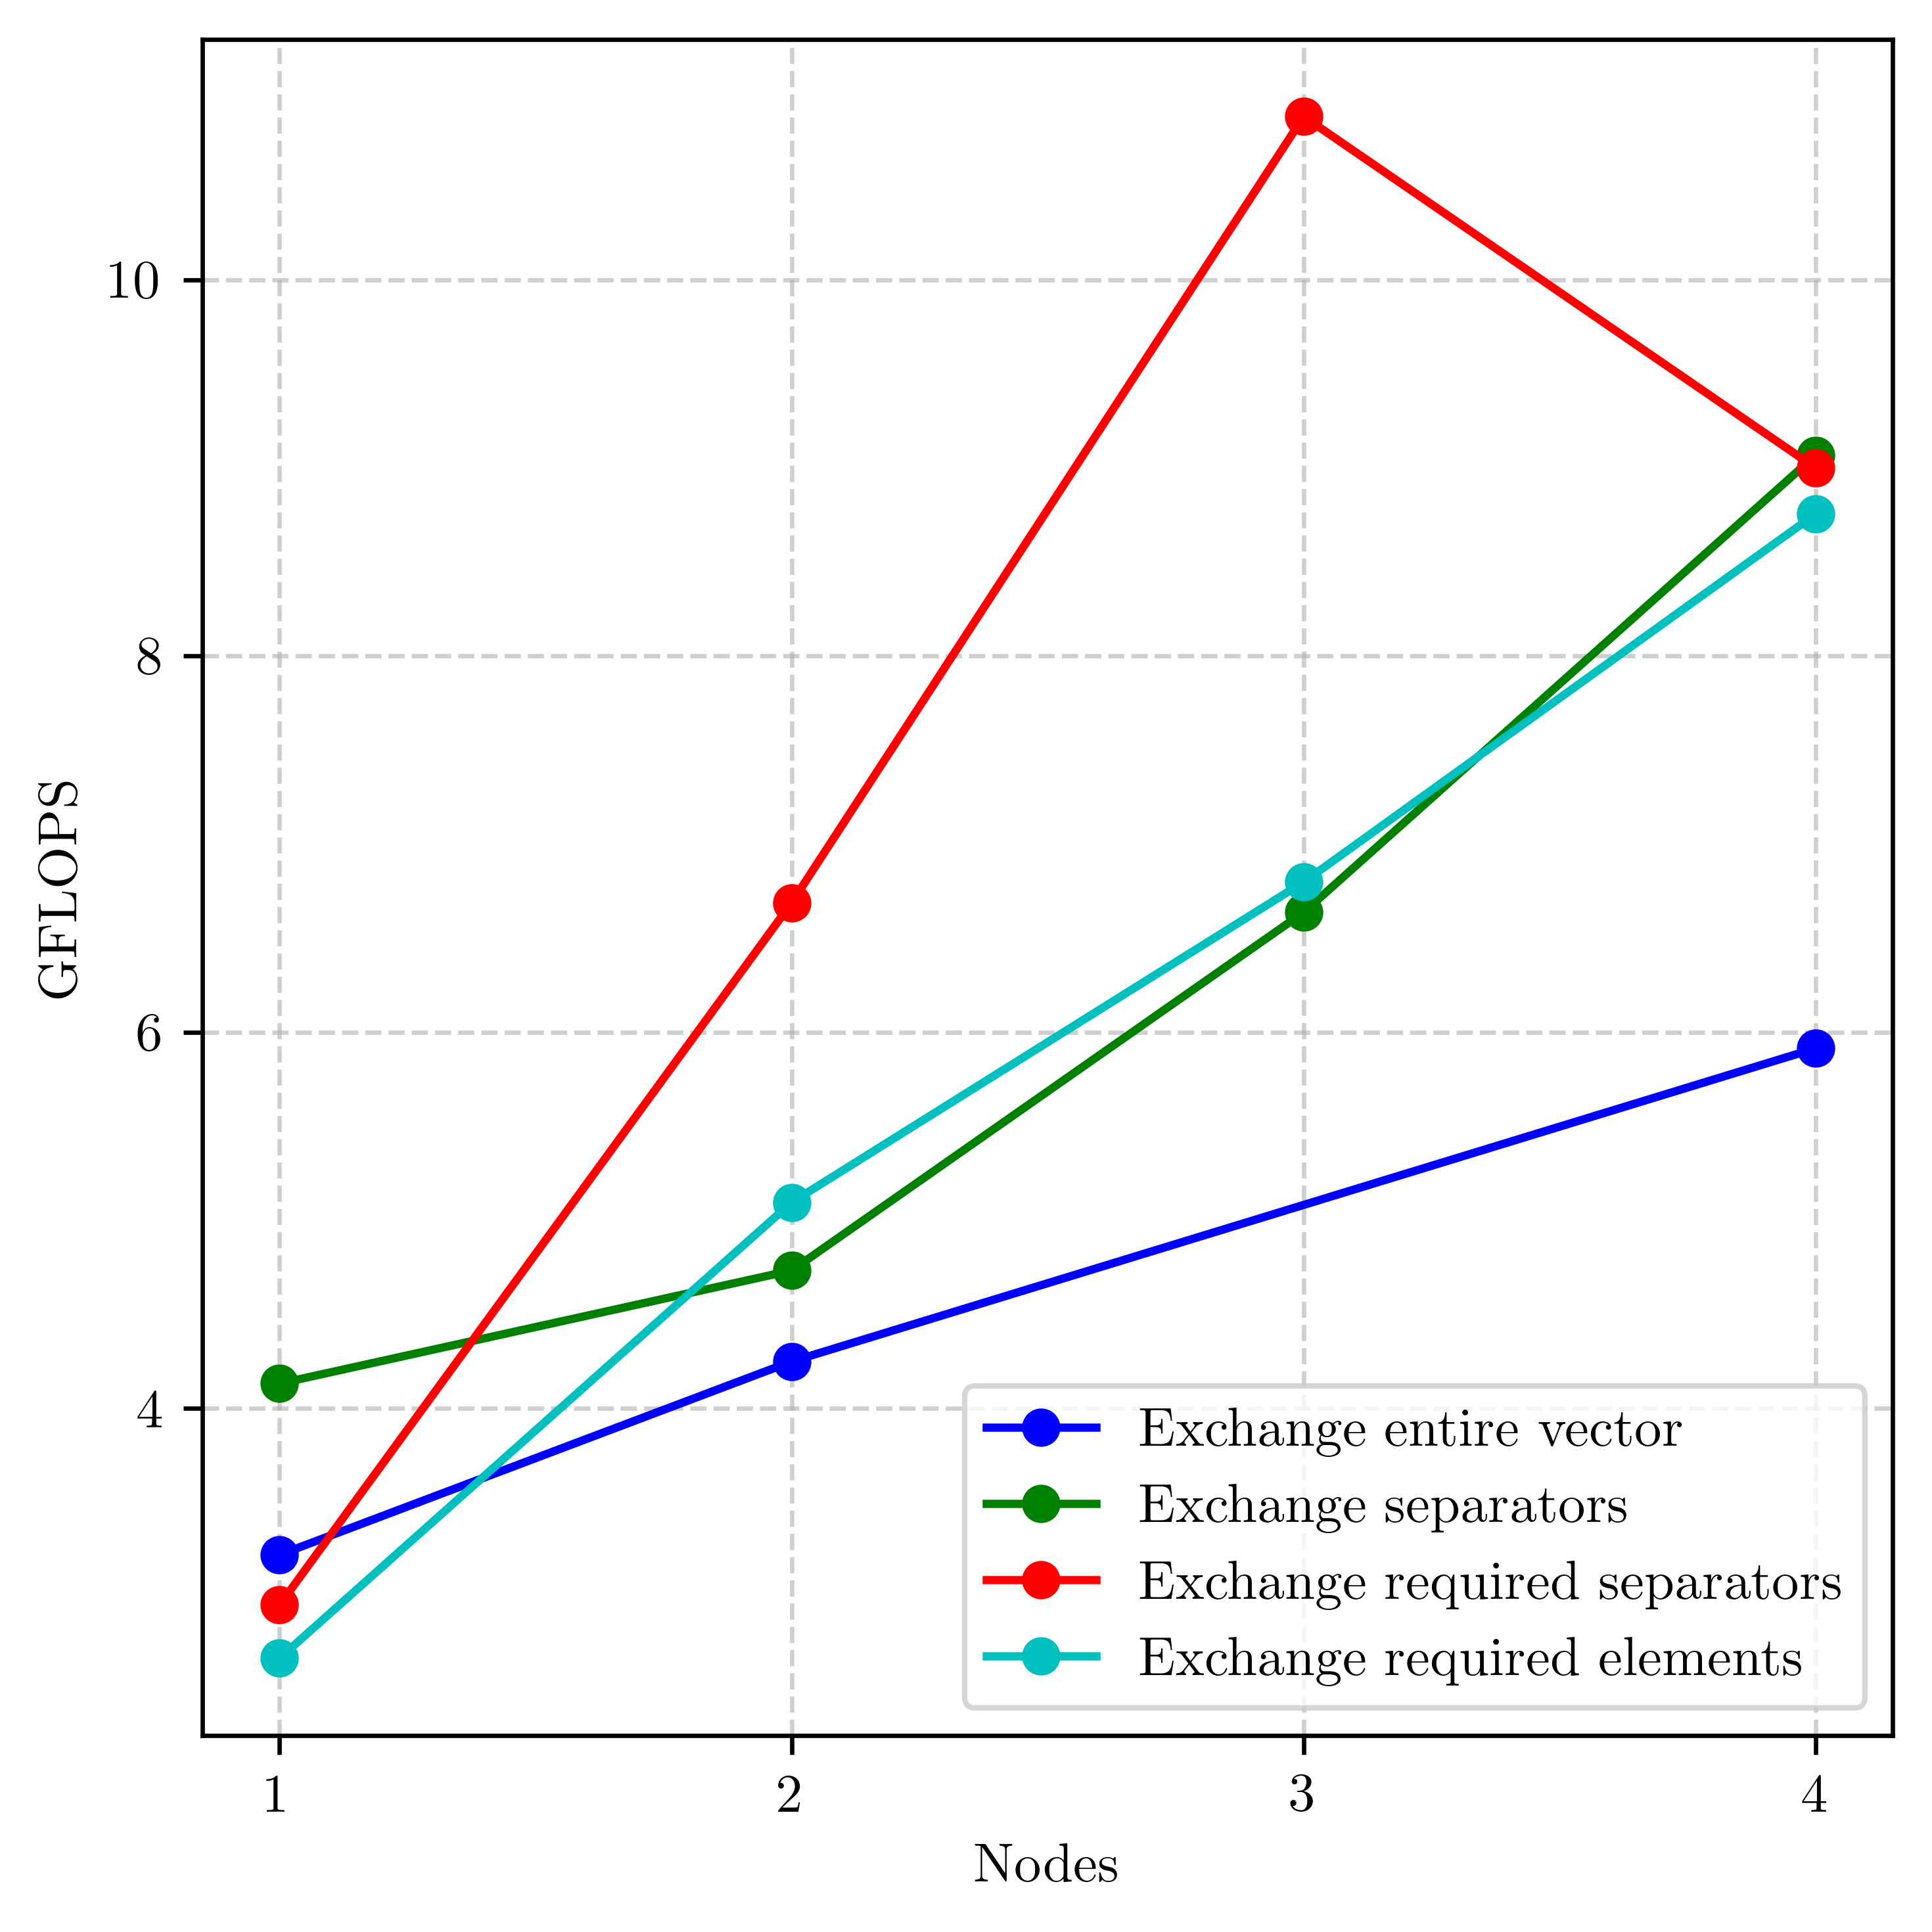 10
8
6
4
GFLOPS
Exchange entire vector
Exchange separators
Exchange required separators
Exchange required elements
1 2 3 4
Nodes